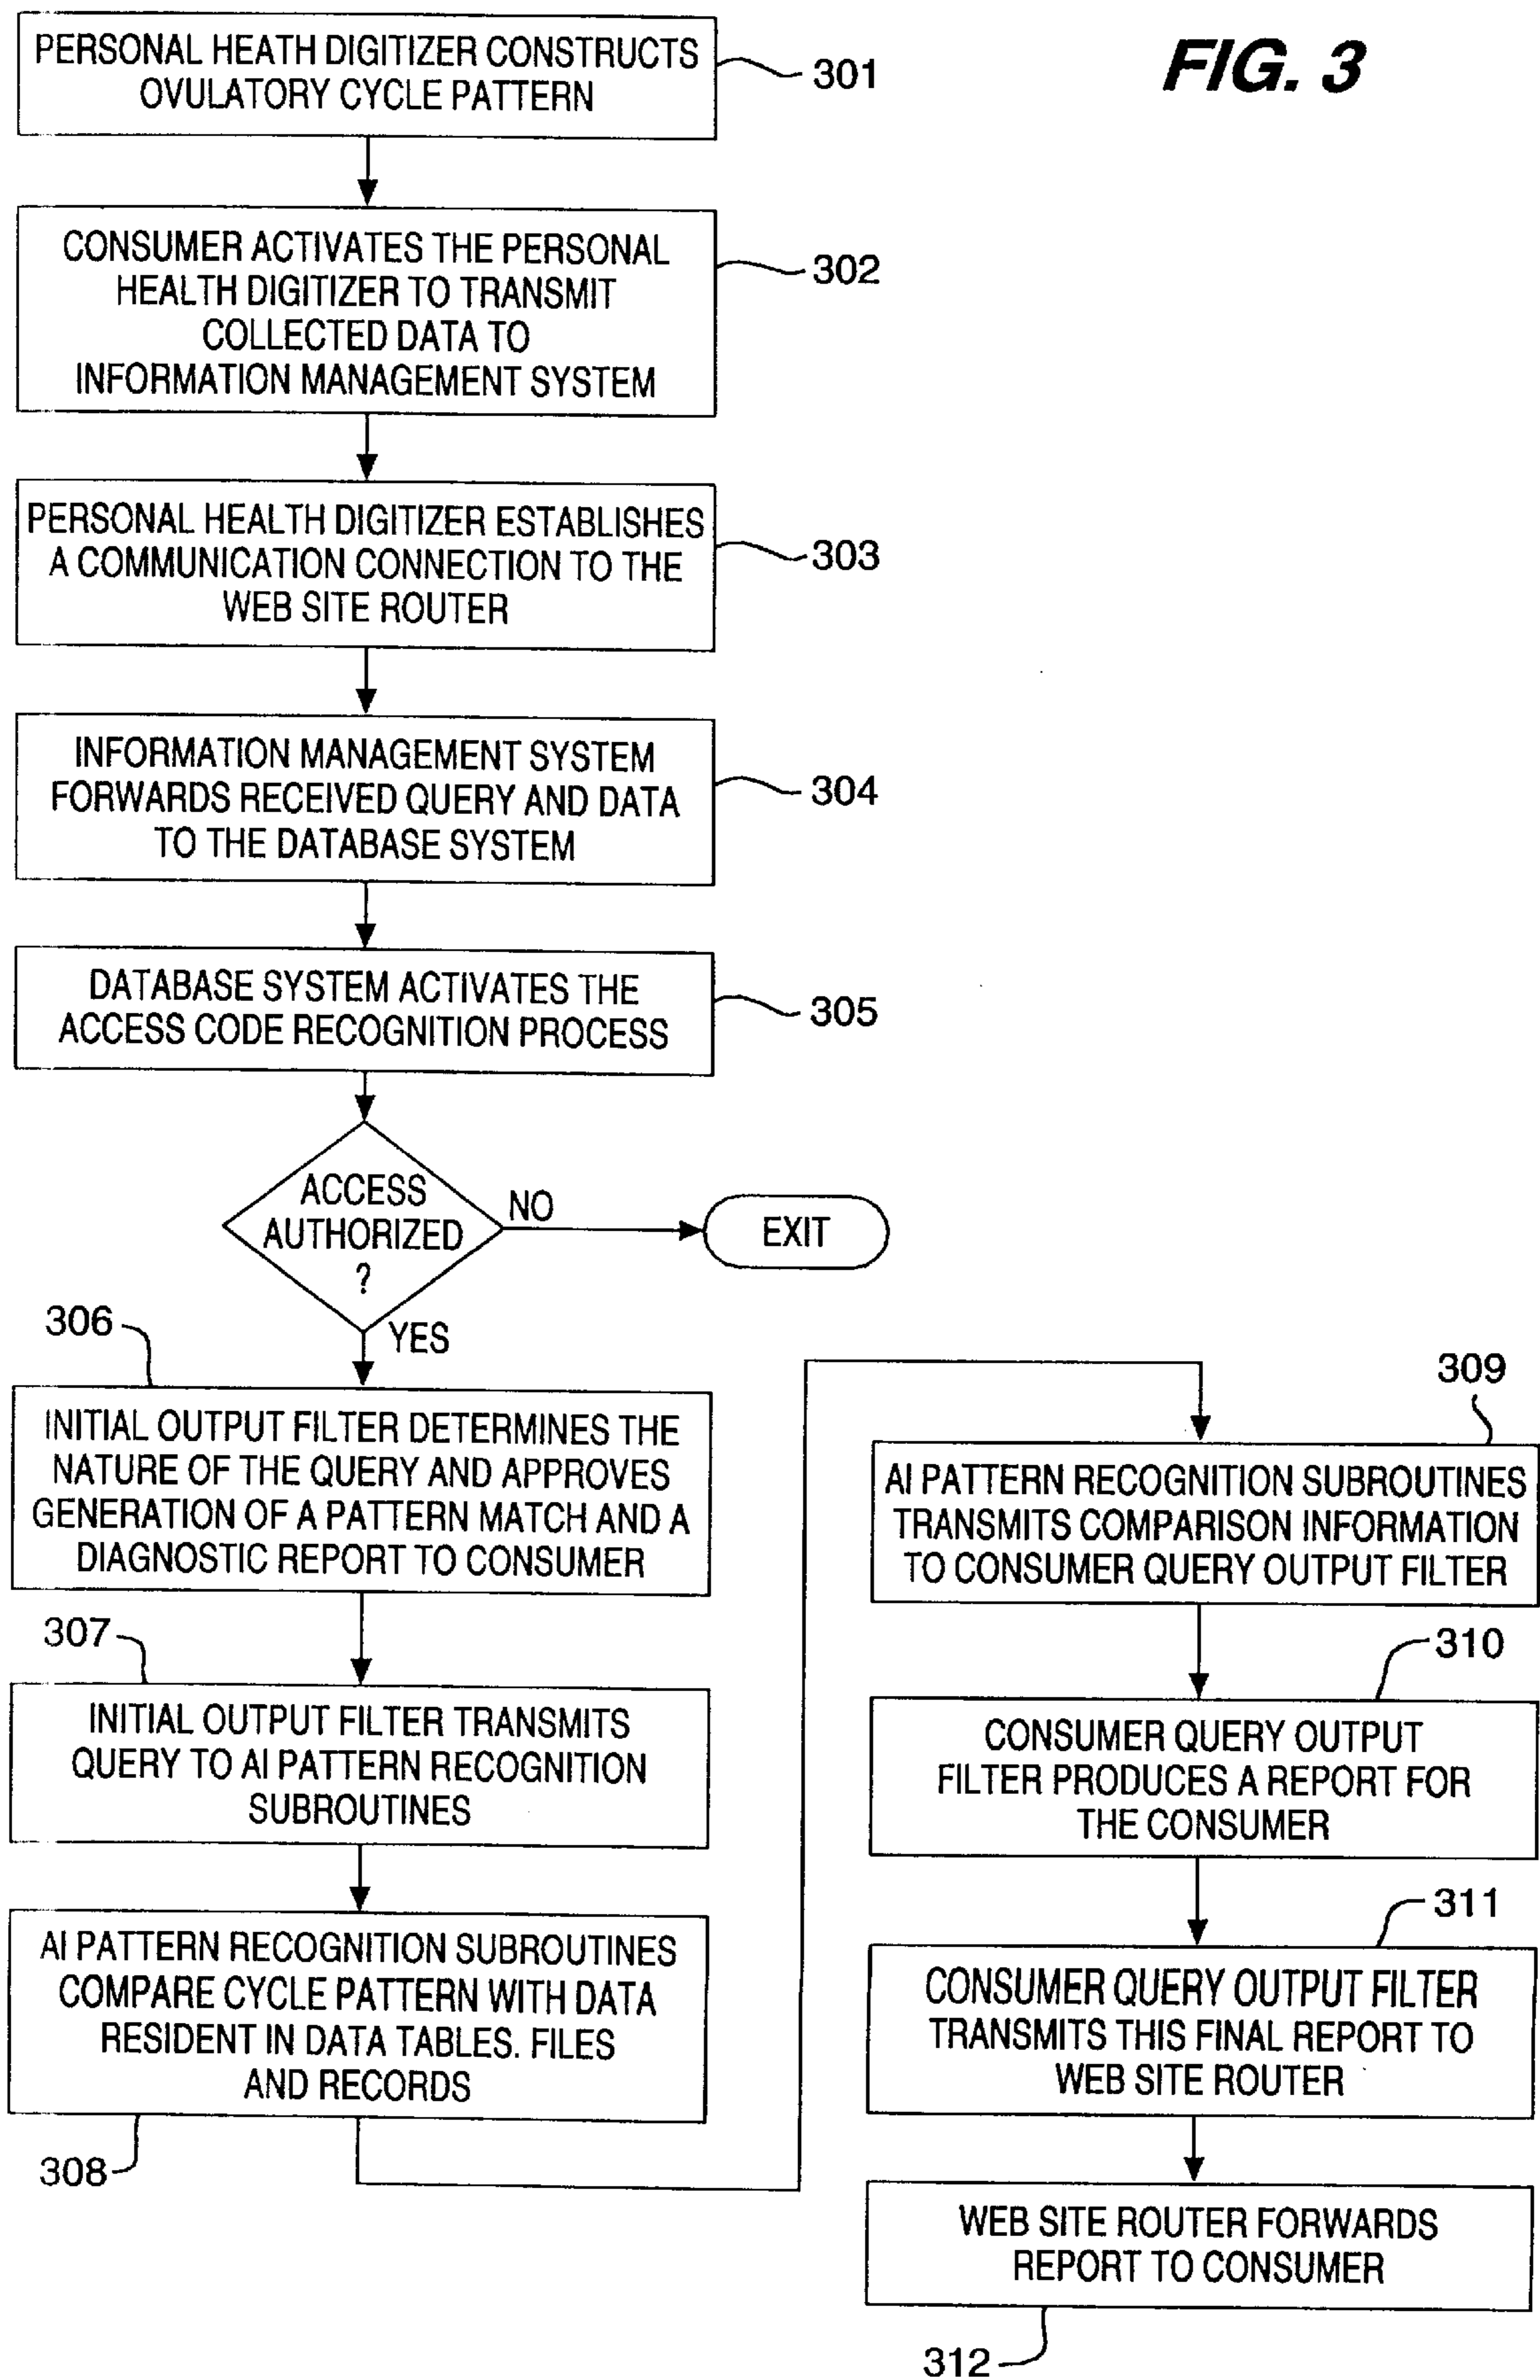 FIG. 3
PERSONAL HEATH DIGITIZER CONSTRUCTS
OVULATORY CYCLE PATTERN
301
CONSUMER ACTIVATES THE PERSONAL
HEALTH DIGITIZER TO TRANSMIT
COLLECTED DATA TO
INFORMATION MANAGEMENT SYSTEM
302
PERSONAL HEALTH DIGITIZER ESTABLISHES
A COMMUNICATION CONNECTION TO THE
WEB SITE ROUTER
303
INFORMATION MANAGEMENT SYSTEM
FORWARDS RECEIVED QUERY AND DATA
TO THE DATABASE SYSTEM
304
DATABASE SYSTEM ACTIVATES THE
ACCESS CODE RECOGNITION PROCESS
305
ACCESS
AUTHORIZED
?
NO
EXIT
YES
306
INITIAL OUTPUT FILTER DETERMINES THE
NATURE OF THE QUERY AND APPROVES
GENERATION OF A PATTERN MATCH AND A
DIAGNOSTIC REPORT TO CONSUMER
307
INITIAL OUTPUT FILTER TRANSMITS
QUERY TO AI PATTERN RECOGNITION
SUBROUTINES
AI PATTERN RECOGNITION SUBROUTINES
COMPARE CYCLE PATTERN WITH DATA
RESIDENT IN DATA TABLES. FILES
AND RECORDS
308
309
AI PATTERN RECOGNITION SUBROUTINES
TRANSMITS COMPARISON INFORMATION
TO CONSUMER QUERY OUTPUT FILTER
310
CONSUMER QUERY OUTPUT
FILTER PRODUCES A REPORT FOR
THE CONSUMER
311
CONSUMER QUERY OUTPUT FILTER
TRANSMITS THIS FINAL REPORT TO
WEB SITE ROUTER
WEB SITE ROUTER FORWARDS
REPORT TO CONSUMER
312